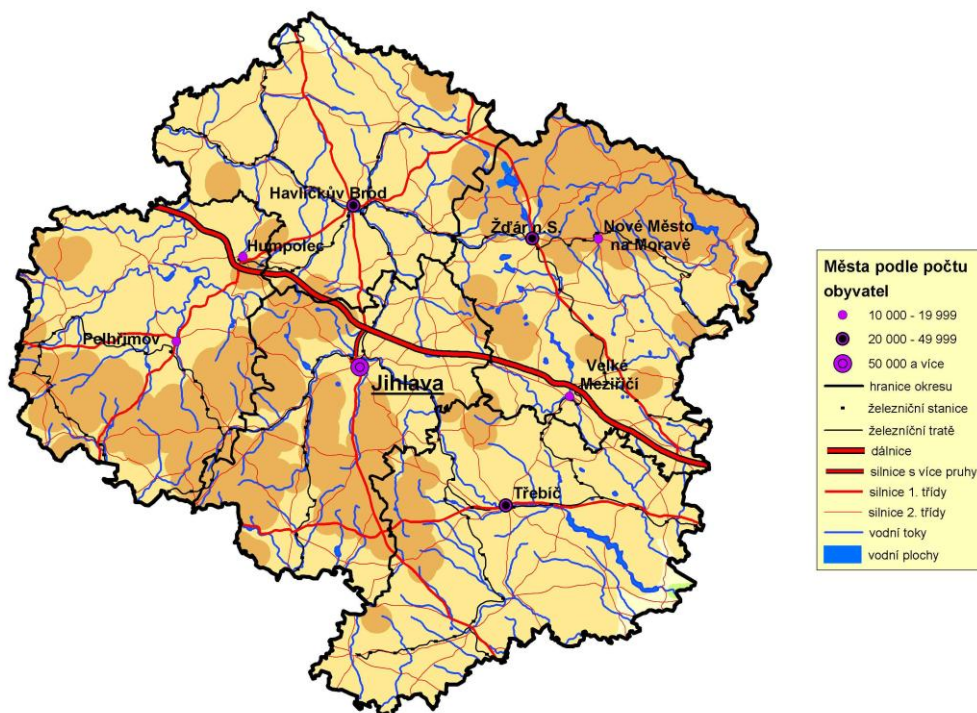 Havlíčkův Brod
Žďár n.S.
Nové Město
na Moravě
Humpolec
Pelhřimov
Jihlava
Velké
Meziříčí
Třebíč
Města podle počtu
obyvatel
10 000 - 19 999
20 000 - 49 999
50 000 a více
hranice okresu
železniční stanice
železníční tratě
dálnice
silnice s více pruhy
silnice 1. třídy
silnice 2. třídy
vodní toky
vodní plochy